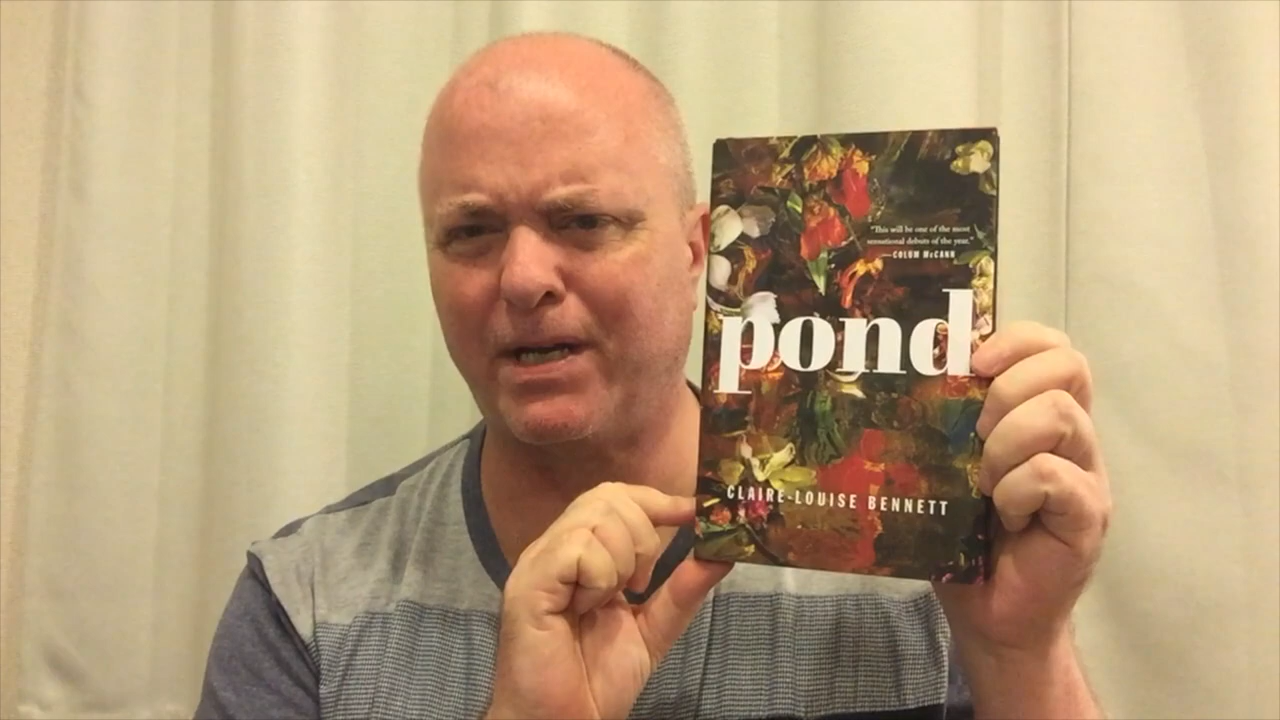 "This will be one of the most
sensational debuts of the year."
—COLUM McCANN
pond
CLAIRE-LOUISE BENNETT